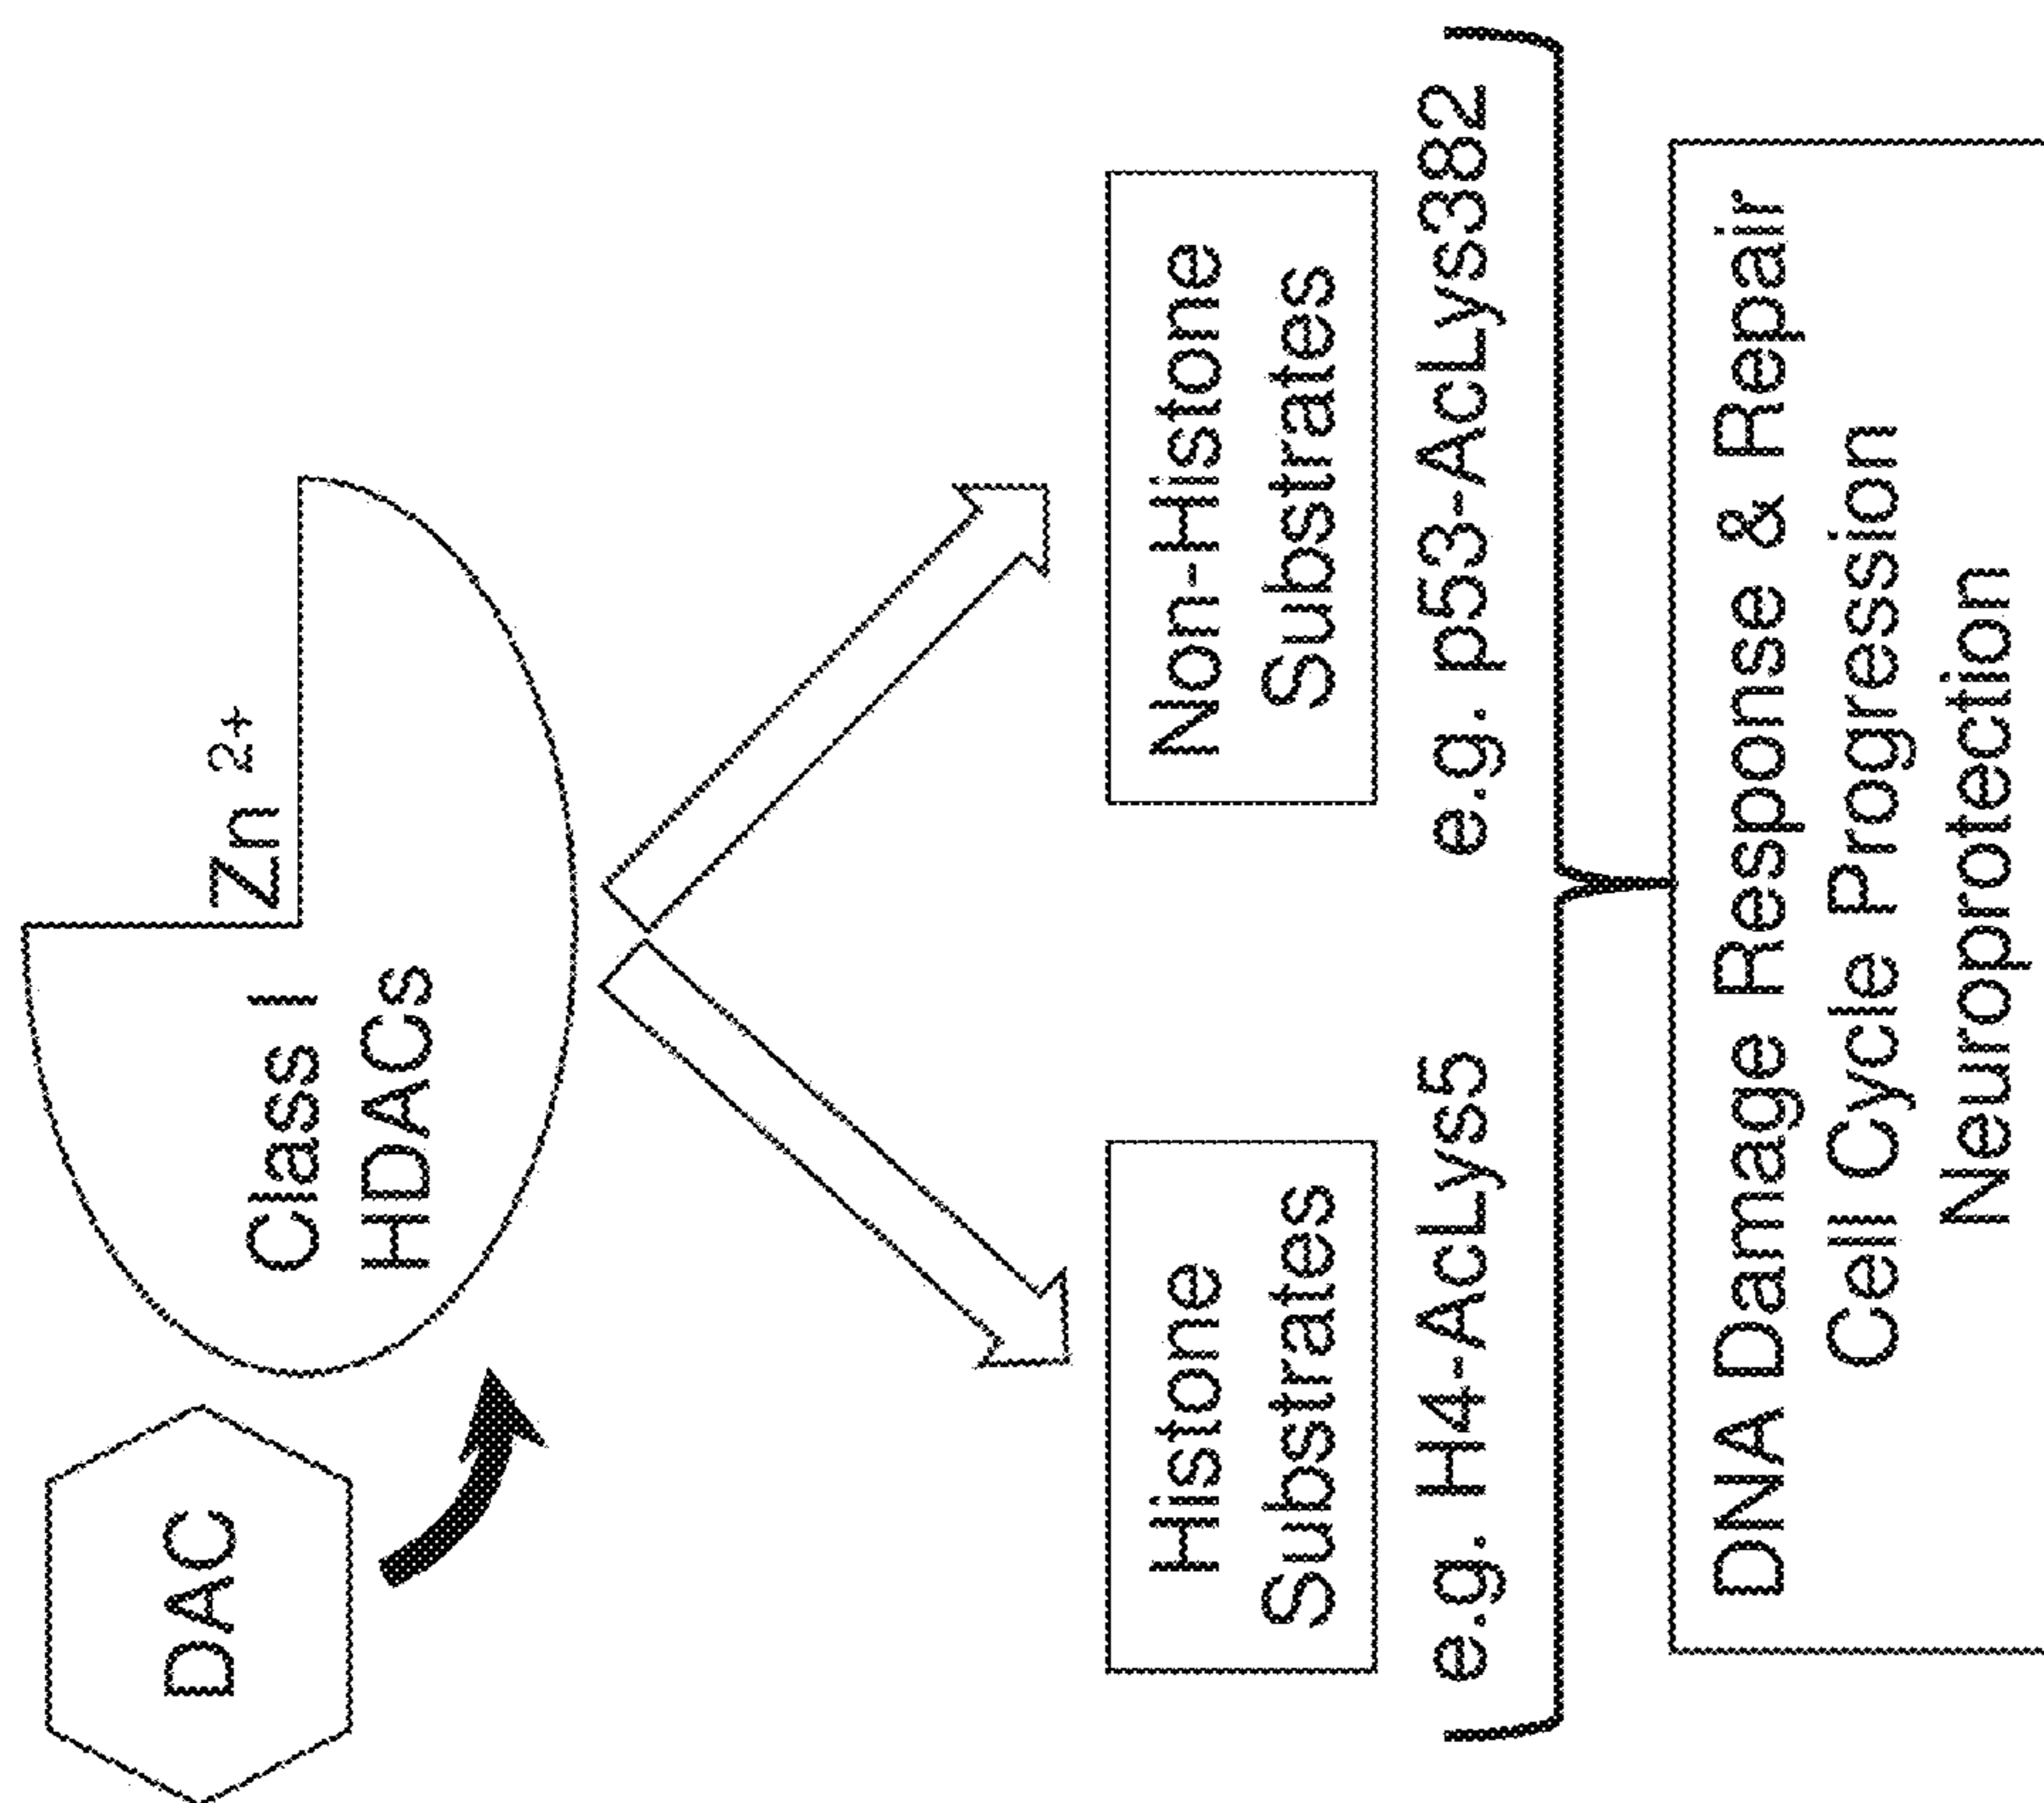 DAC
Class I
HDACs
Zn 2+
Histone
Substrates
e.g. H4-AcLys5
Non-Histone
Substrates
e.g. p53-AcLys382
DNA Damage Response & Repair
Cell Cycle Progression
Neuroprotection